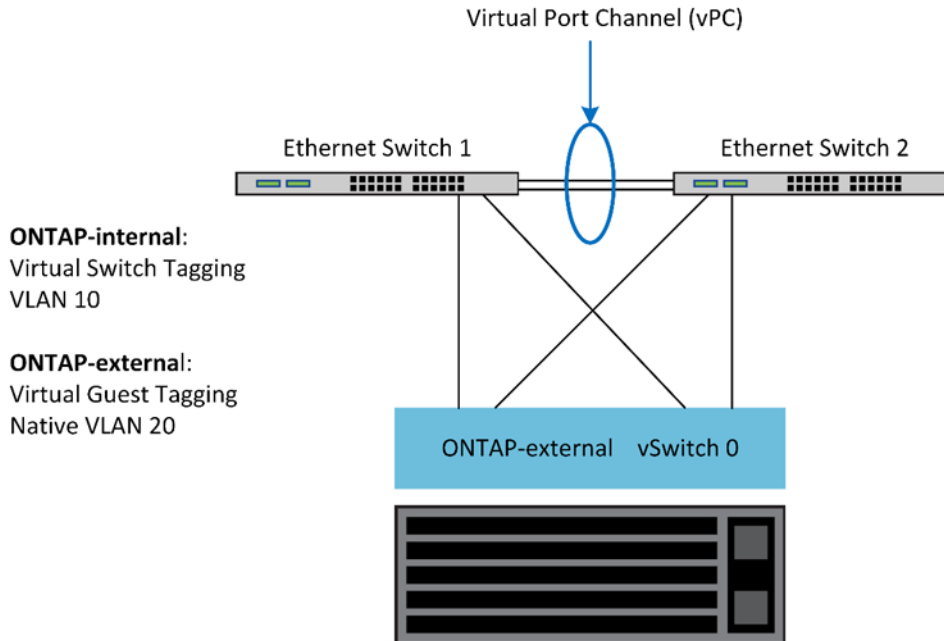 Virtual Port Channel (vPC)
Ethernet Switch 1
Ethernet Switch 2
ONTAP-internal:
Virtual Switch Tagging
VLAN 10
ONTAP-external:
Virtual Guest Tagging
Native VLAN 20
ONTAP-external vSwitch 0